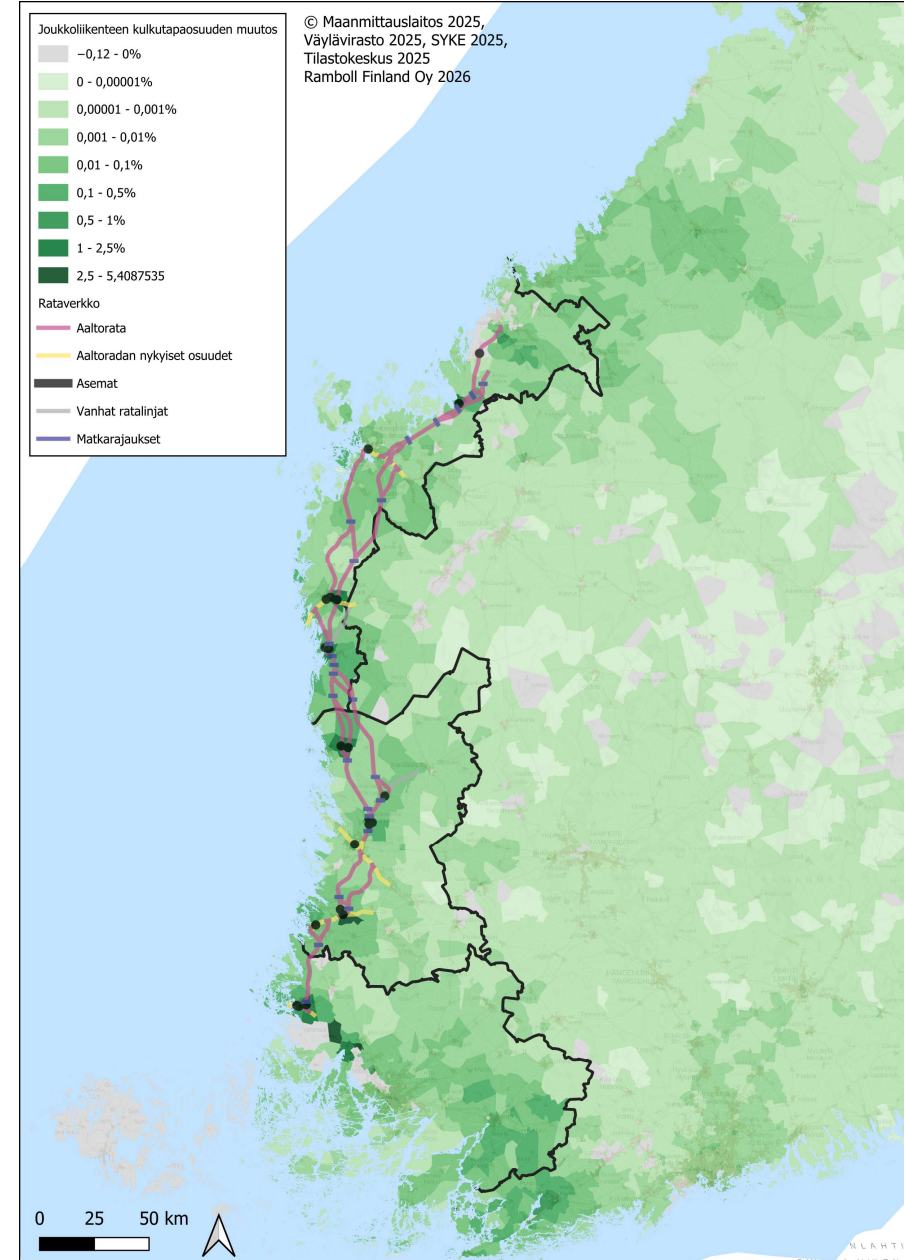 Joukkoliikenteen kulkutapaosuuden muutos
−0,12 - 0%
0 - 0,00001%
0,00001 - 0,001%
0,001 - 0,01%
0,01 - 0,1%
0,1 - 0,5%
0,5 - 1%
1 - 2,5%
2,5 - 5,4087535
Rataverkko
Aaltorata
Aaltoradan nykyiset osuudet
Asemat
Vanhat ratalinjat
Matkarajaukset
© Maanmittauslaitos 2025,
Väylävirasto 2025, SYKE 2025,
Tilastokeskus 2025
Ramboll Finland Oy 2026
0 25 50 km